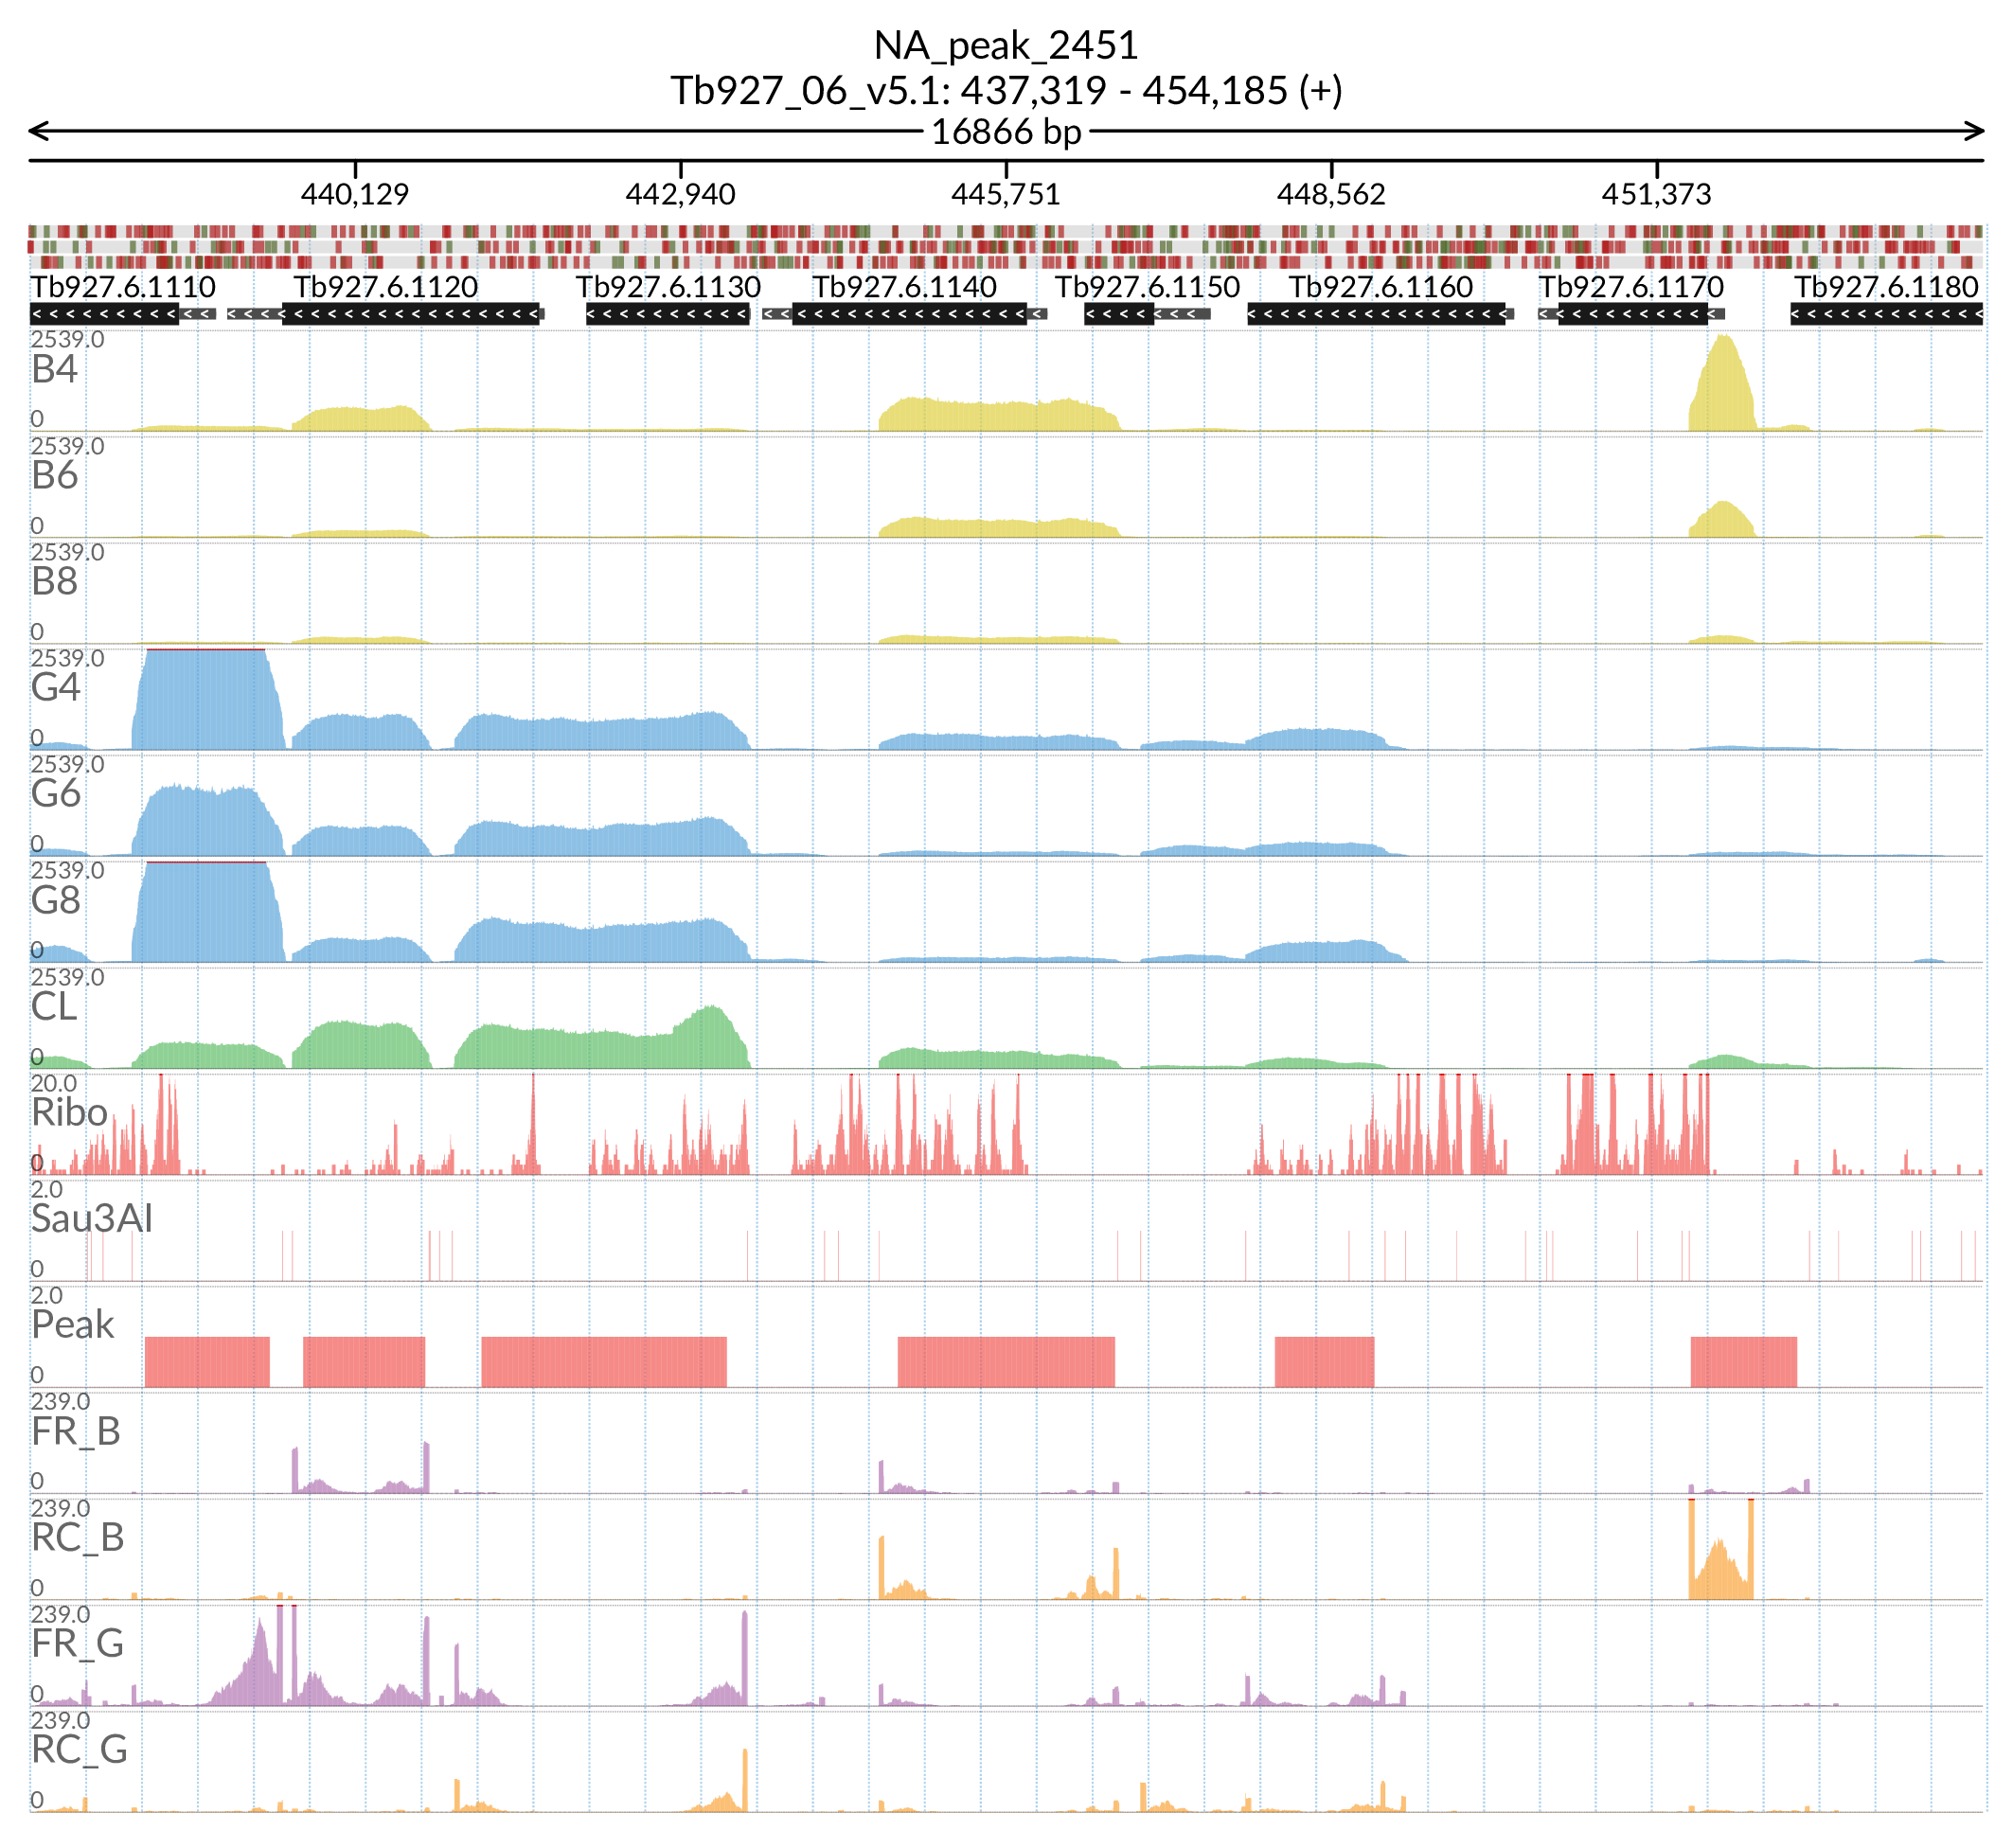 NA_peak_2451
Tb927_06_v5.1: 437,319 - 454,185 (+)
16866 bp
440,129 442,940 445,751 448,562 451,373
Tb927.6.1110 Tb927.6.1120 Tb927.6.1130 Tb927.6.1140 Tb927.6.1150 Tb927.6.1160 Tb927.6.1170 Tb927.6.1180
2539.0
B4
0
2539.0
B6
0
2539.0
B8
0
2539.0
G4
0
2539.0
G6
0
2539.0
G8
0
2539.0
CL
0
20.0
Ribo
0
2.0
Sau3AI
0
2.0
Peak
0
239.0
FR_B
0
239.0
RC_B
0
239.0
FR_G
0
239.0
RC_G
0